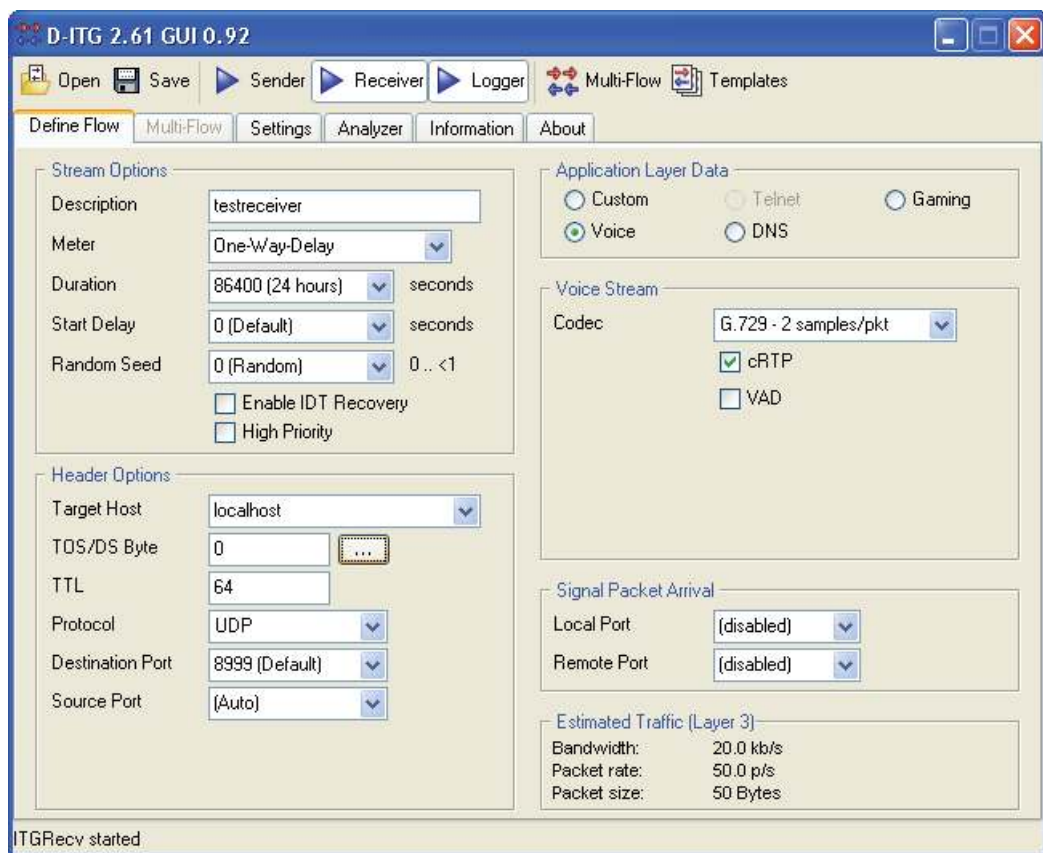 D-ITG 2.61 GUI 0.92
Open Save Sender Receiver Logger Multi-Flow Templates
Define Flow Multi-Flow Settings Analyzer Information About
Stream Options
Description testreceiver
Meter One-Way-Delay
Duration 86400 (24 hours) seconds
Start Delay 0 (Default) seconds
Random Seed 0 (Random) 0 .. <1
Enable IDT Recovery
High Priority
Header Options
Target Host localhost
TOS/DS Byte 0 ...
TTL 64
Protocol UDP
Destination Port 8999 (Default)
Source Port (Auto)
Application Layer Data
Custom Telnet Gaming
Voice DNS
Voice Stream
Codec G.729 - 2 samples/pkt
cRTP
VAD
Signal Packet Arrival
Local Port (disabled)
Remote Port (disabled)
Estimated Traffic (Layer 3)
Bandwidth: 20.0 kb/s
Packet rate: 50.0 p/s
Packet size: 50 Bytes
ITGRecv started